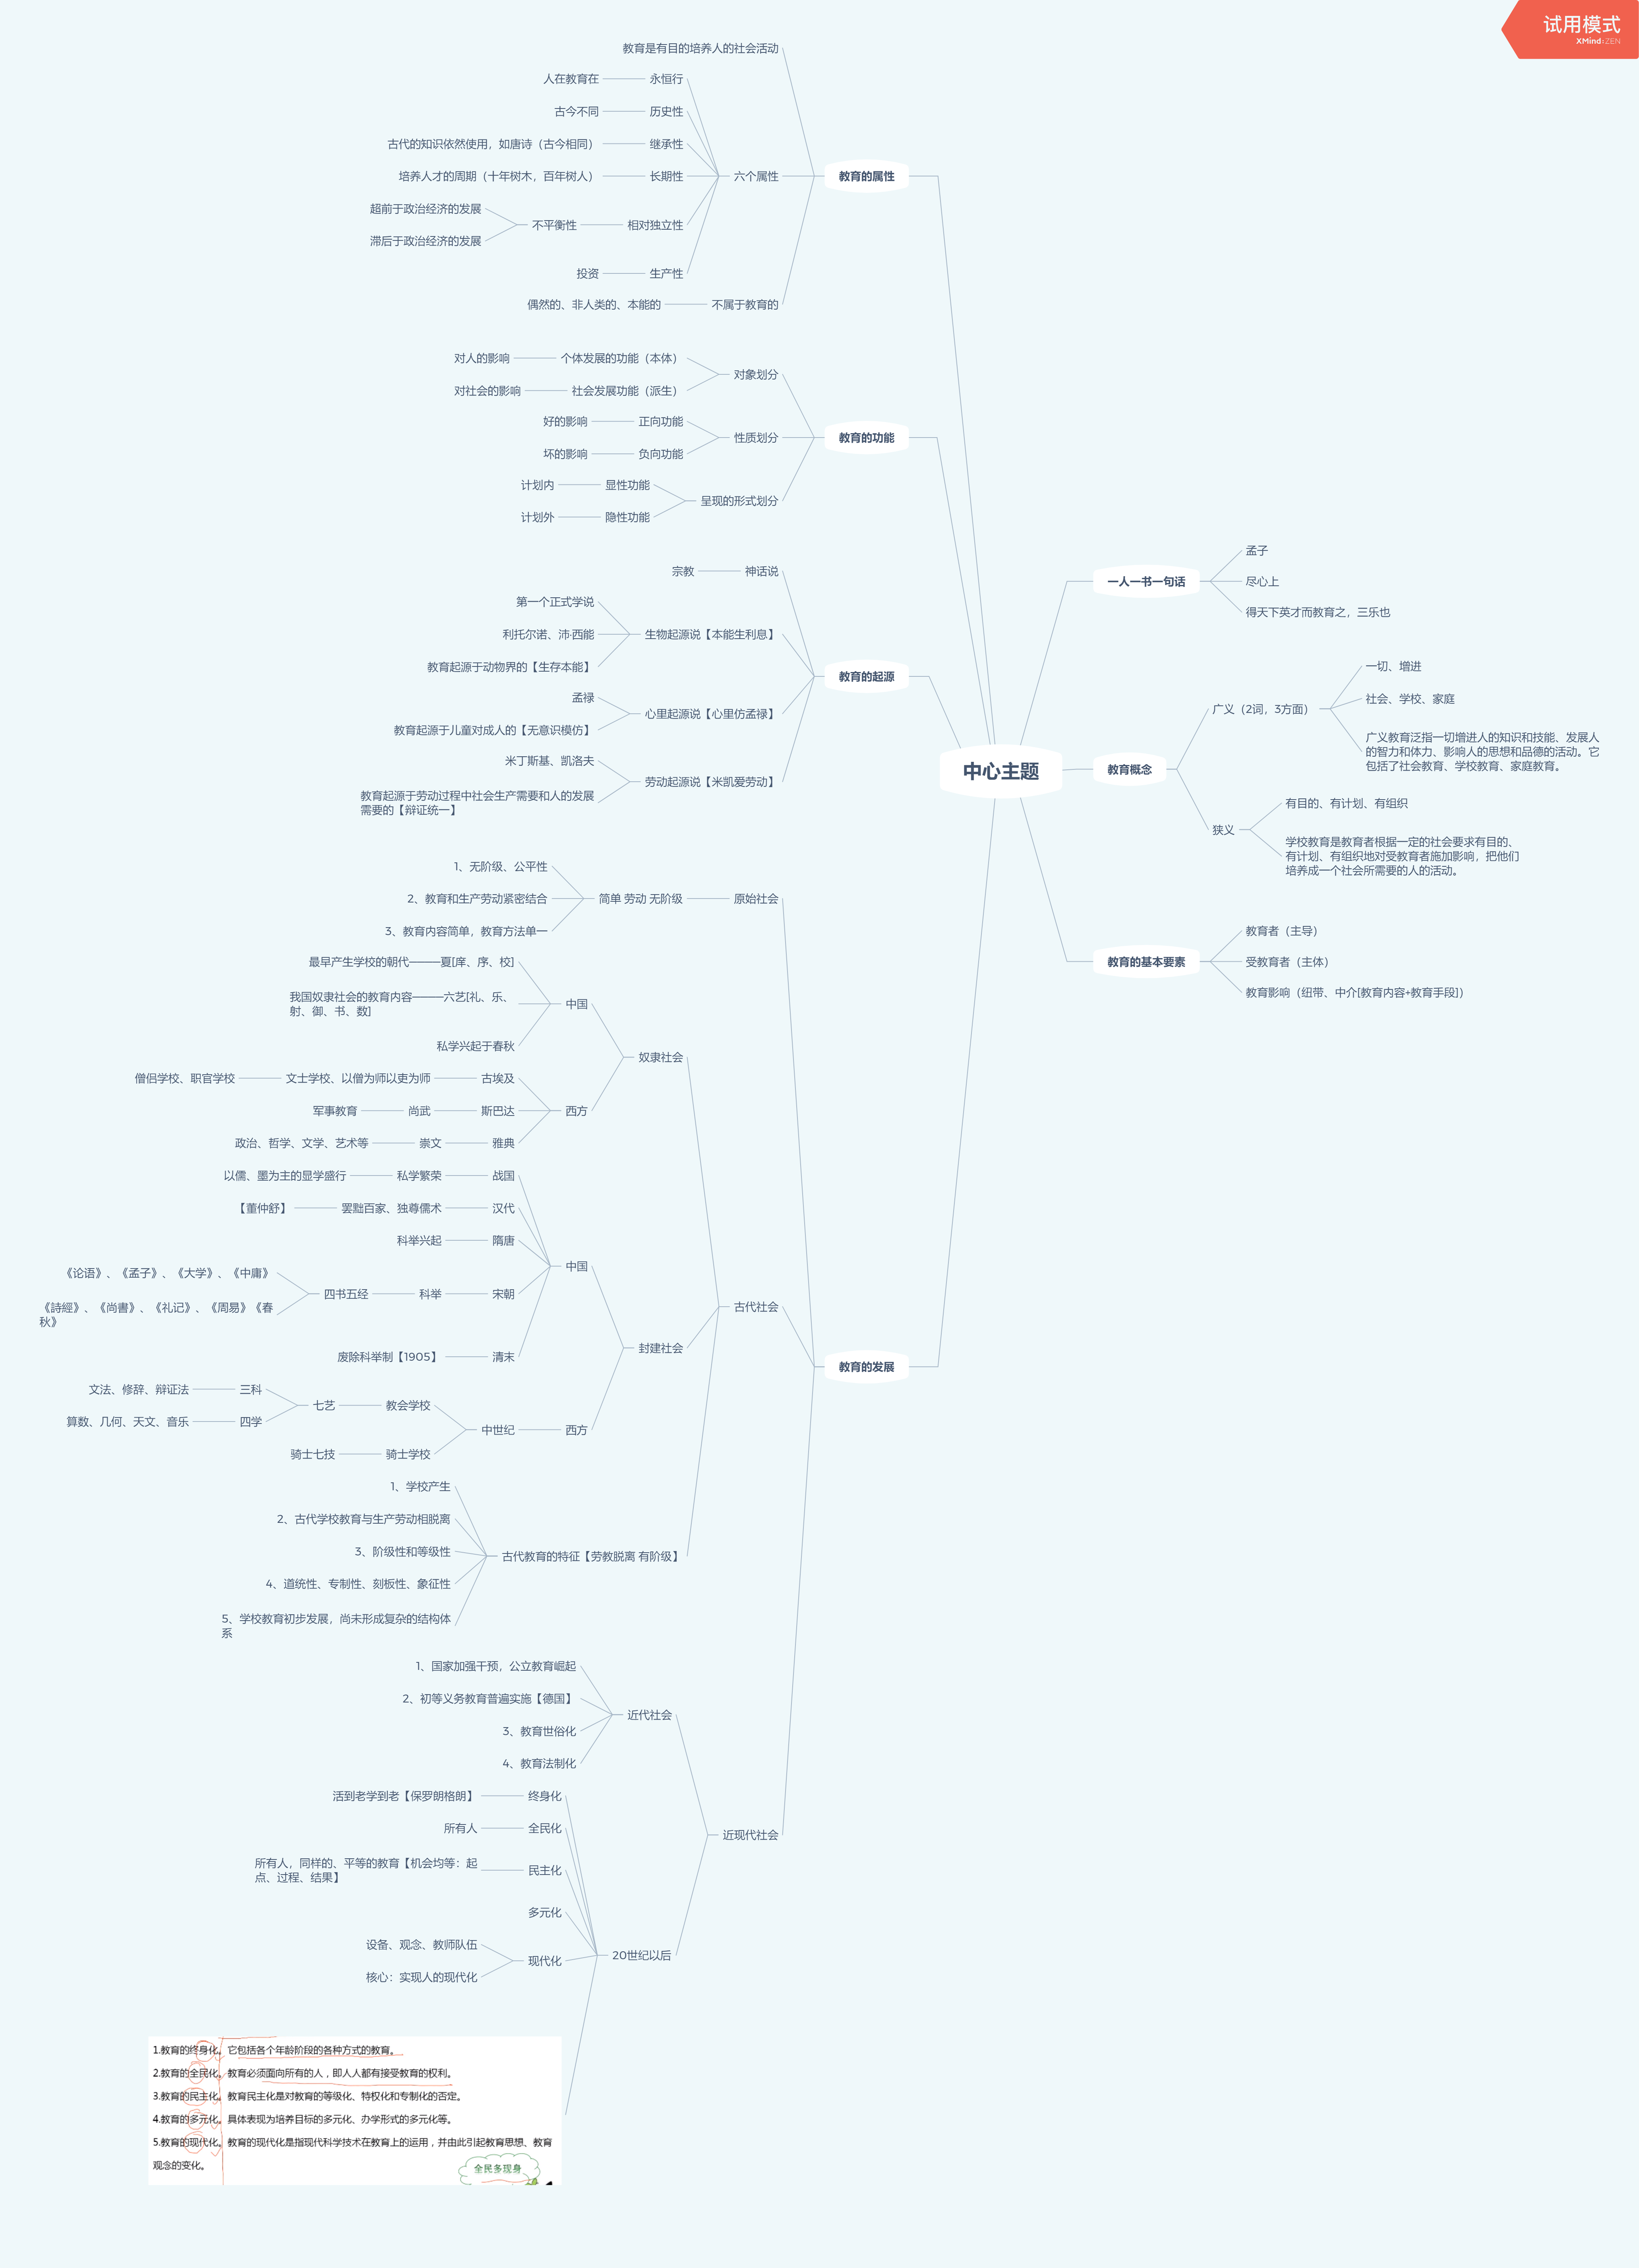 试用模式
XMind:ZEN
中心主题
一人一书一句话
孟子
尽心上
得天下英才而教育之，三乐也
教育概念
广义（2词，3方面）
一切、增进
社会、学校、家庭
广义教育泛指一切增进人的知识和技能、发展人
的智力和体力、影响人的思想和品德的活动。它
包括了社会教育、学校教育、家庭教育。
狭义
有目的、有计划、有组织
学校教育是教育者根据一定的社会要求有目的、
有计划、有组织地对受教育者施加影响，把他们
培养成一个社会所需要的人的活动。
教育的基本要素
教育者（主导）
受教育者（主体）
教育影响（纽带、中介[教育内容+教育手段]）
教育的属性
教育是有目的培养人的社会活动
六个属性
永恒行
人在教育在
历史性
古今不同
继承性
古代的知识依然使用，如唐诗（古今相同）
长期性
培养人才的周期（十年树木，百年树人）
相对独立性
不平衡性
超前于政治经济的发展
滞后于政治经济的发展
生产性
投资
不属于教育的
偶然的、非人类的、本能的
教育的功能
对象划分
个体发展的功能（本体）
对人的影响
社会发展功能（派生）
对社会的影响
性质划分
正向功能
好的影响
负向功能
坏的影响
呈现的形式划分
显性功能
计划内
隐性功能
计划外
教育的起源
神话说
宗教
生物起源说【本能生利息】
第一个正式学说
利托尔诺、沛·西能
教育起源于动物界的【生存本能】
心里起源说【心里仿孟禄】
孟禄
教育起源于儿童对成人的【无意识模仿】
劳动起源说【米凯爱劳动】
米丁斯基、凯洛夫
教育起源于劳动过程中社会生产需要和人的发展
需要的【辩证统一】
教育的发展
原始社会
简单 劳动 无阶级
1、无阶级、公平性
2、教育和生产劳动紧密结合
3、教育内容简单，教育方法单一
古代社会
奴隶社会
中国
最早产生学校的朝代———夏[庠、序、校]
我国奴隶社会的教育内容———六艺[礼、乐、
射、御、书、数]
私学兴起于春秋
西方
古埃及
文士学校、以僧为师以吏为师
僧侣学校、职官学校
斯巴达
尚武
军事教育
雅典
崇文
政治、哲学、文学、艺术等
封建社会
中国
战国
私学繁荣
以儒、墨为主的显学盛行
汉代
罢黜百家、独尊儒术
【董仲舒】
隋唐
科举兴起
宋朝
科举
四书五经
《论语》、《孟子》、《大学》、《中庸》
《詩經》、《尚書》、《礼记》、《周易》《春
秋》
清末
废除科举制【1905】
西方
中世纪
教会学校
七艺
三科
文法、修辞、辩证法
四学
算数、几何、天文、音乐
骑士学校
骑士七技
古代教育的特征【劳教脱离 有阶级】
1、学校产生
2、古代学校教育与生产劳动相脱离
3、阶级性和等级性
4、道统性、专制性、刻板性、象征性
5、学校教育初步发展，尚未形成复杂的结构体
系
近现代社会
近代社会
1、国家加强干预，公立教育崛起
2、初等义务教育普遍实施【德国】
3、教育世俗化
4、教育法制化
20世纪以后
终身化
活到老学到老【保罗朗格朗】
全民化
所有人
民主化
所有人，同样的、平等的教育【机会均等：起
点、过程、结果】
多元化
现代化
设备、观念、教师队伍
核心：实现人的现代化
1.教育的终身化。它包括各个年龄阶段的各种方式的教育。
2.教育的全民化。教育必须面向所有的人，即人人都有接受教育的权利。
3.教育的民主化。教育民主化是对教育的等级化、特权化和专制化的否定。
4.教育的多元化。具体表现为培养目标的多元化、办学形式的多元化等。
5.教育的现代化。教育的现代化是指现代科学技术在教育上的运用，并由此引起教育思想、教育
观念的变化。
全民多现身